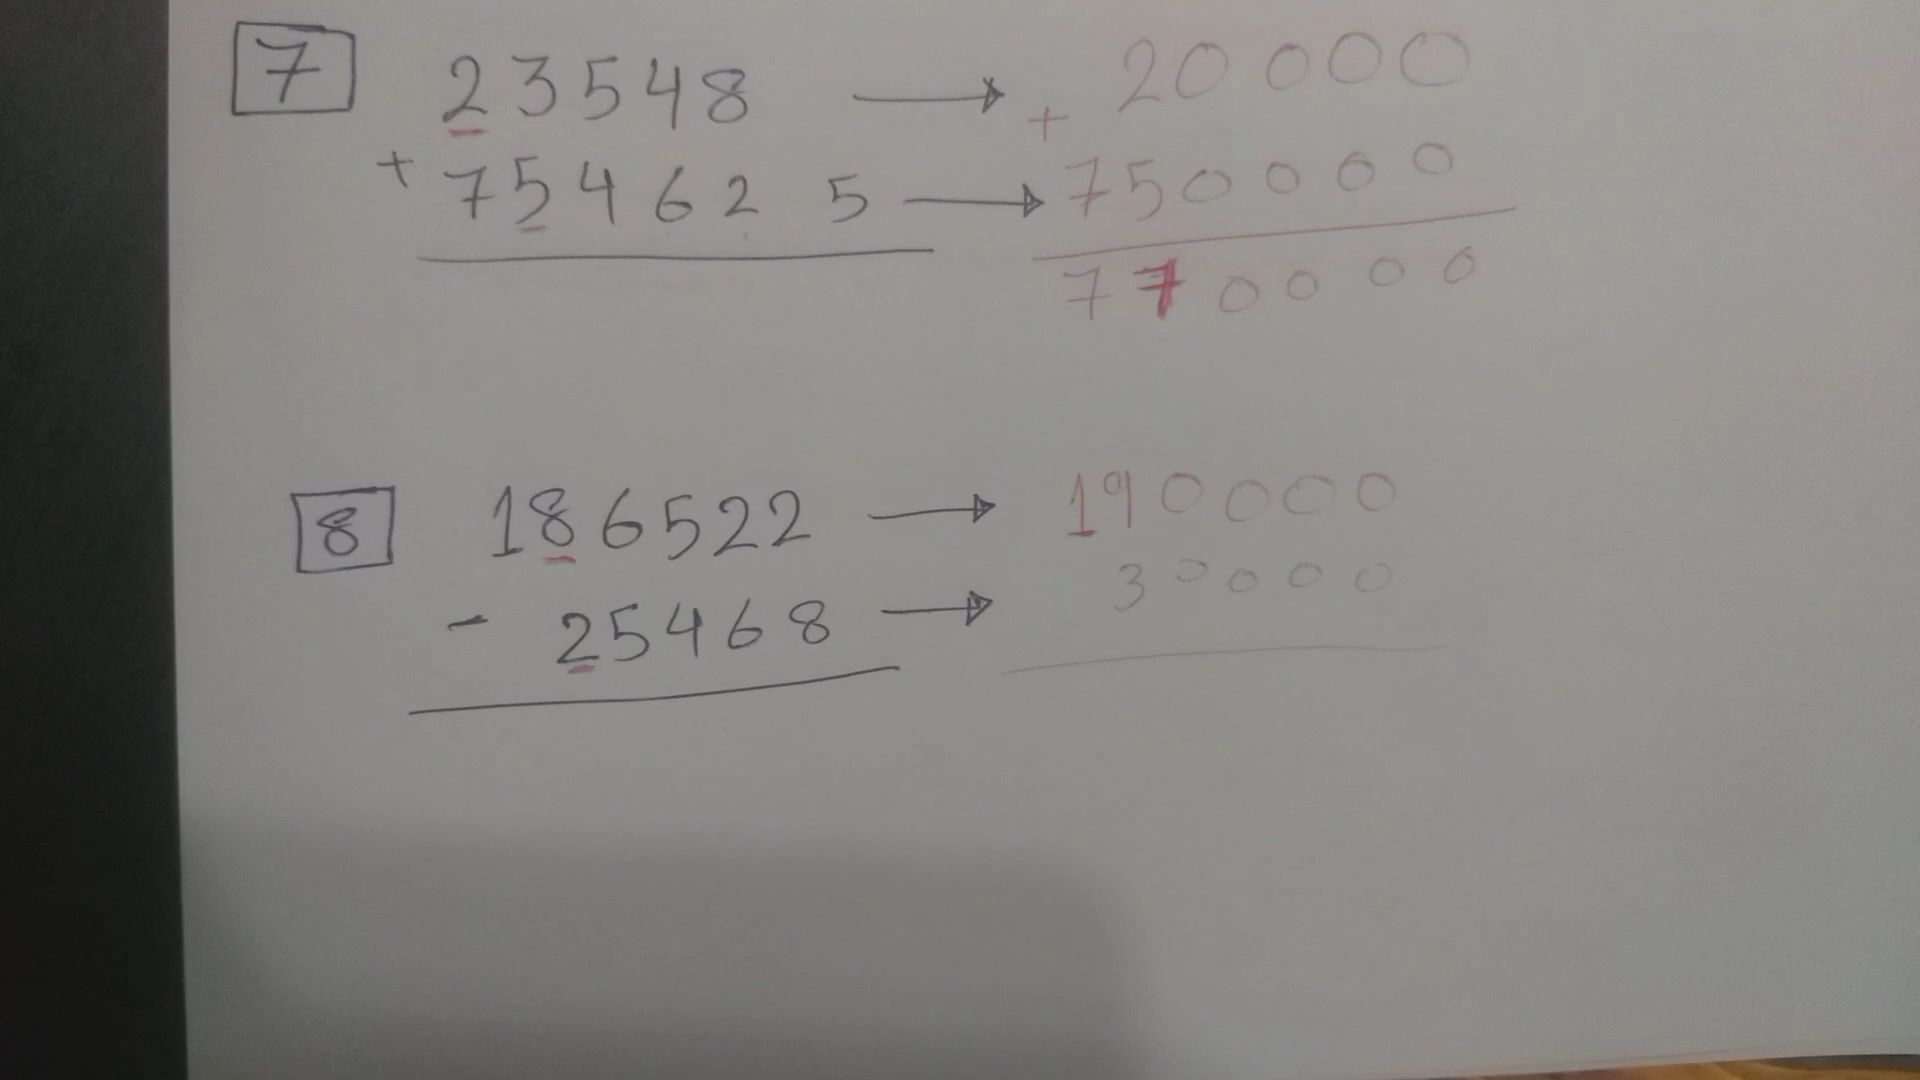 7 23548 → 20000
+ 754625 → + 750000
770000
8 186522 → 190000
- 25468 → 30000